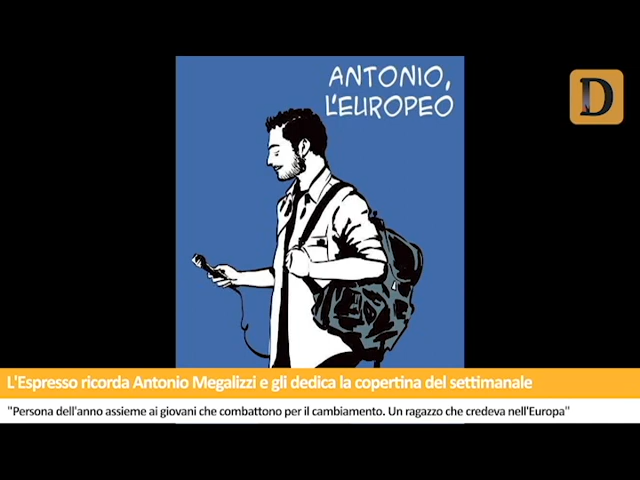 ANTONIO,
L'EUROPEO
D
L'Espresso ricorda Antonio Megalizzi e gli dedica la copertina del settimanale
"Persona dell'anno assieme ai giovani che combattono per il cambiamento. Un ragazzo che credeva nell'Europa"